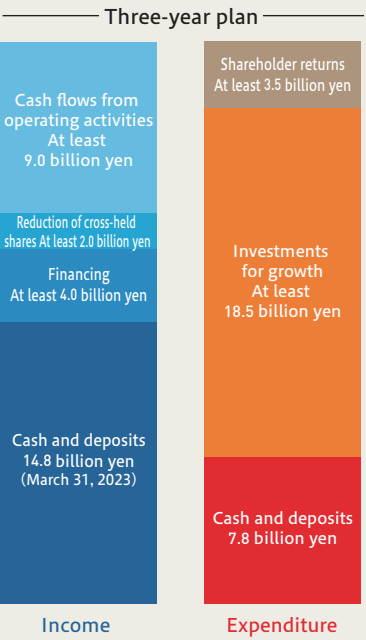 Three-year plan
Cash flows from
operating activities
At least
9.0 billion yen
Reduction of cross-held
shares At least 2.0 billion yen
Financing
At least 4.0 billion yen
Cash and deposits
14.8 billion yen
(March 31, 2023)
Income
Shareholder returns
At least 3.5 billion yen
Investments
for growth
At least
18.5 billion yen
Cash and deposits
7.8 billion yen
Expenditure